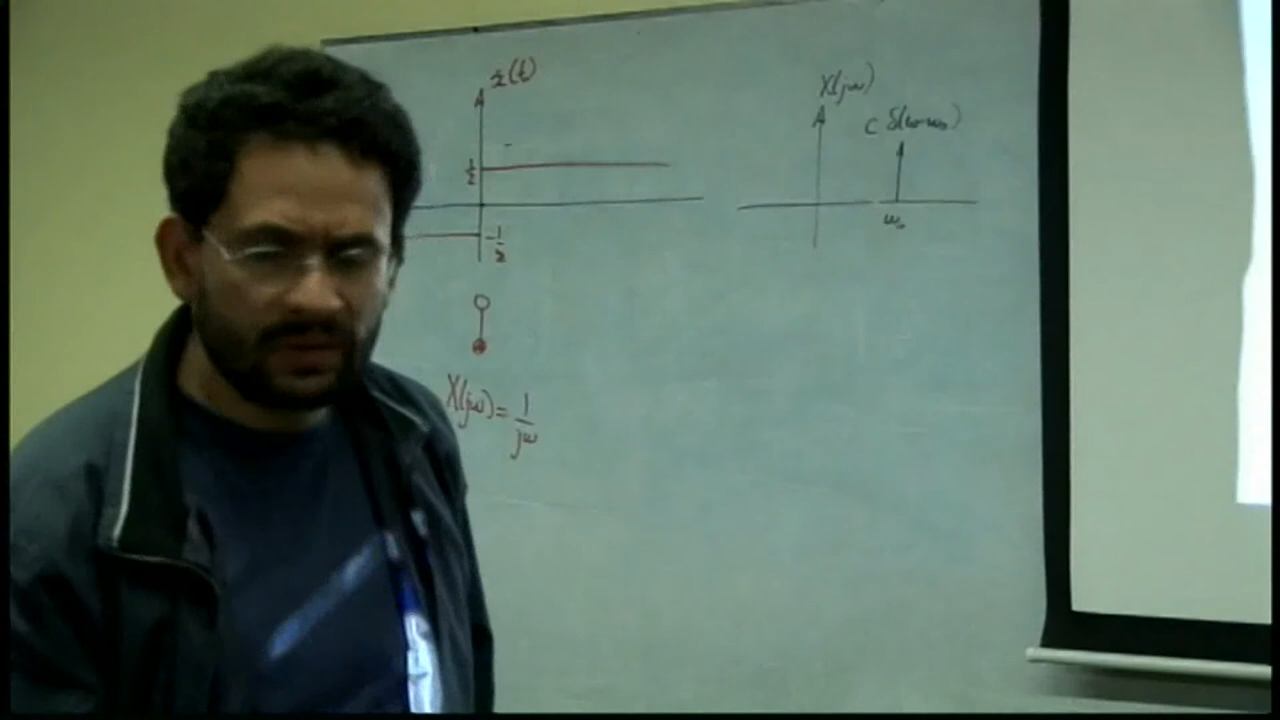 x(t)
1/2
-1/2
X(jω) = 1/jω
X(jω)
C δ(ω-ω₀)
ω₀